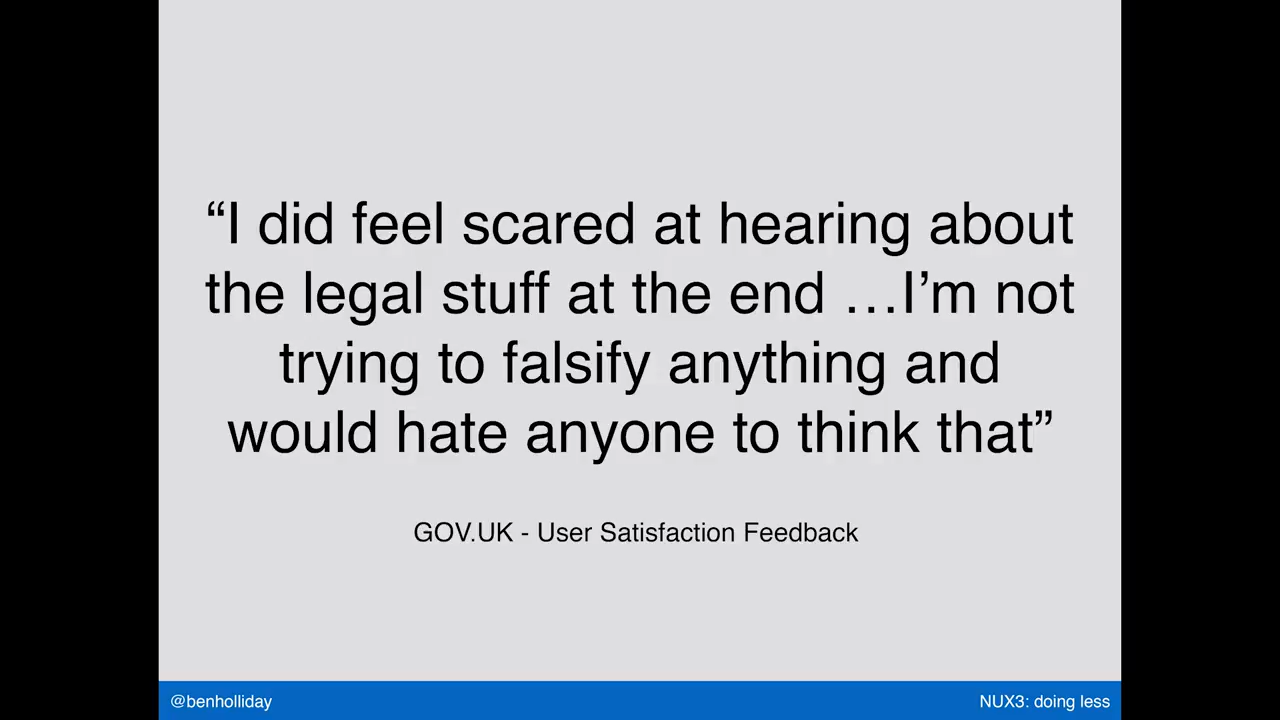 “I did feel scared at hearing about
the legal stuff at the end …I’m not
trying to falsify anything and
would hate anyone to think that”
GOV.UK - User Satisfaction Feedback
@benholliday
NUX3: doing less